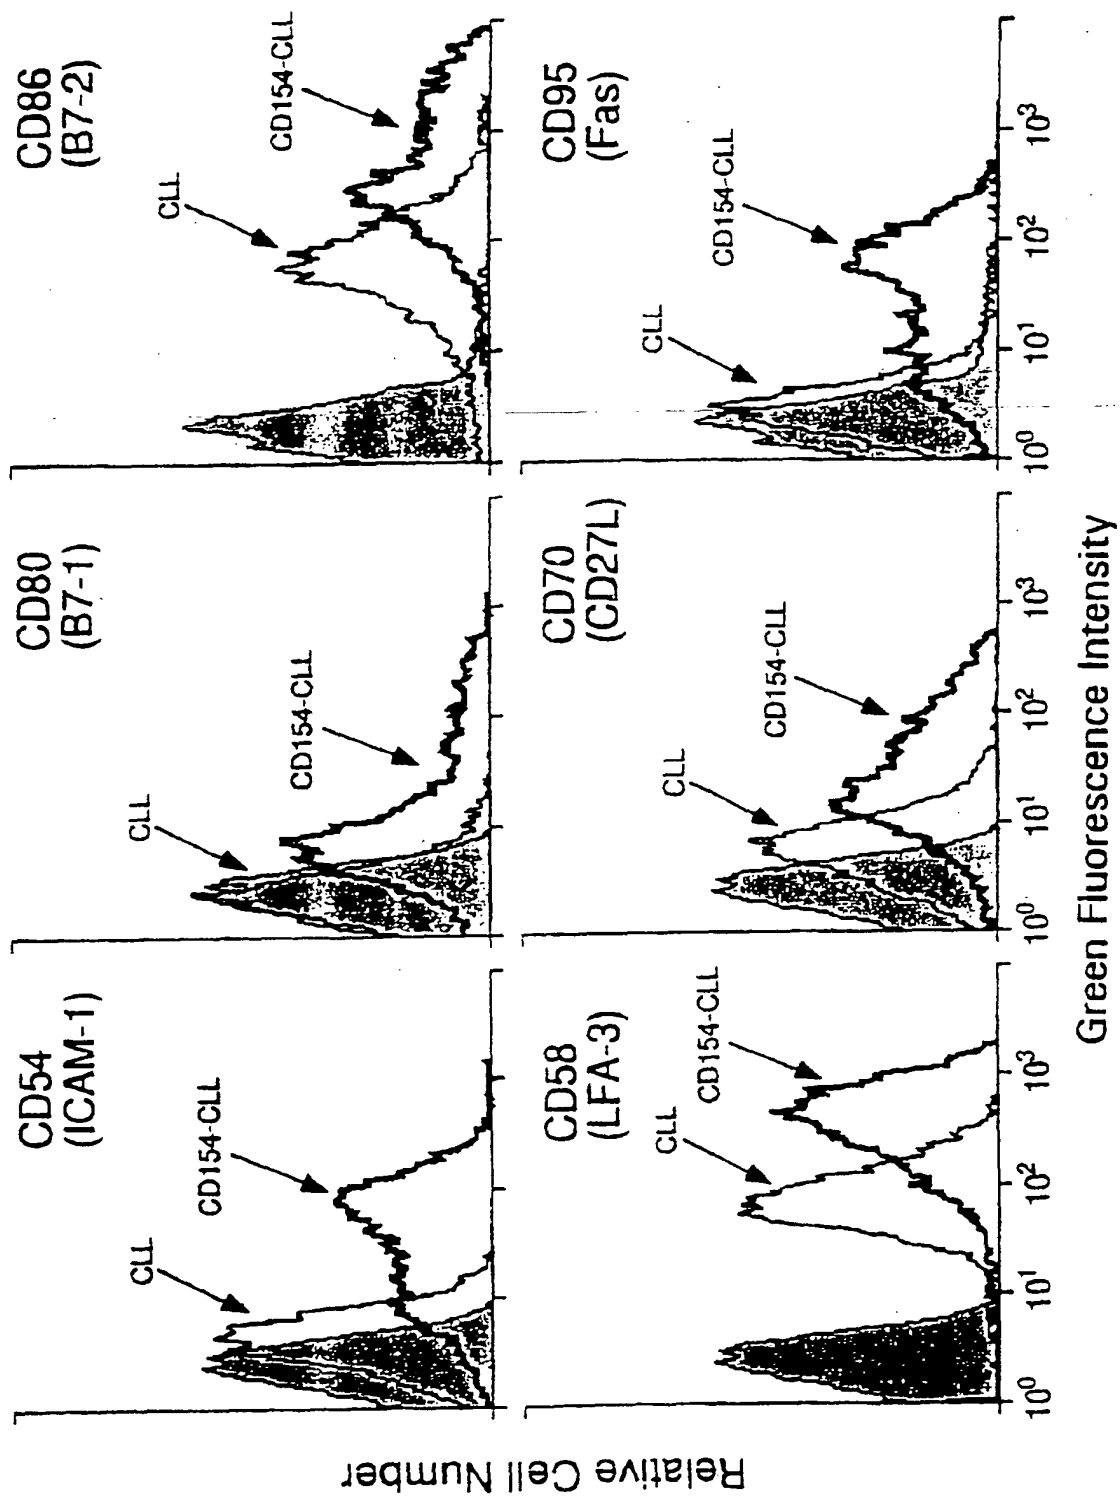 CD54
(ICAM-1)
CLL
CD154-CLL
CD80
(B7-1)
CLL
CD154-CLL
CD86
(B7-2)
CLL
CD154-CLL
CD58
(LFA-3)
CLL
CD154-CLL
10⁰ 10¹ 10² 10³
CD70
(CD27L)
CLL
CD154-CLL
10⁰ 10¹ 10² 10³
CD95
(Fas)
CLL
CD154-CLL
10⁰ 10¹ 10² 10³
Relative Cell Number
Green Fluorescence Intensity